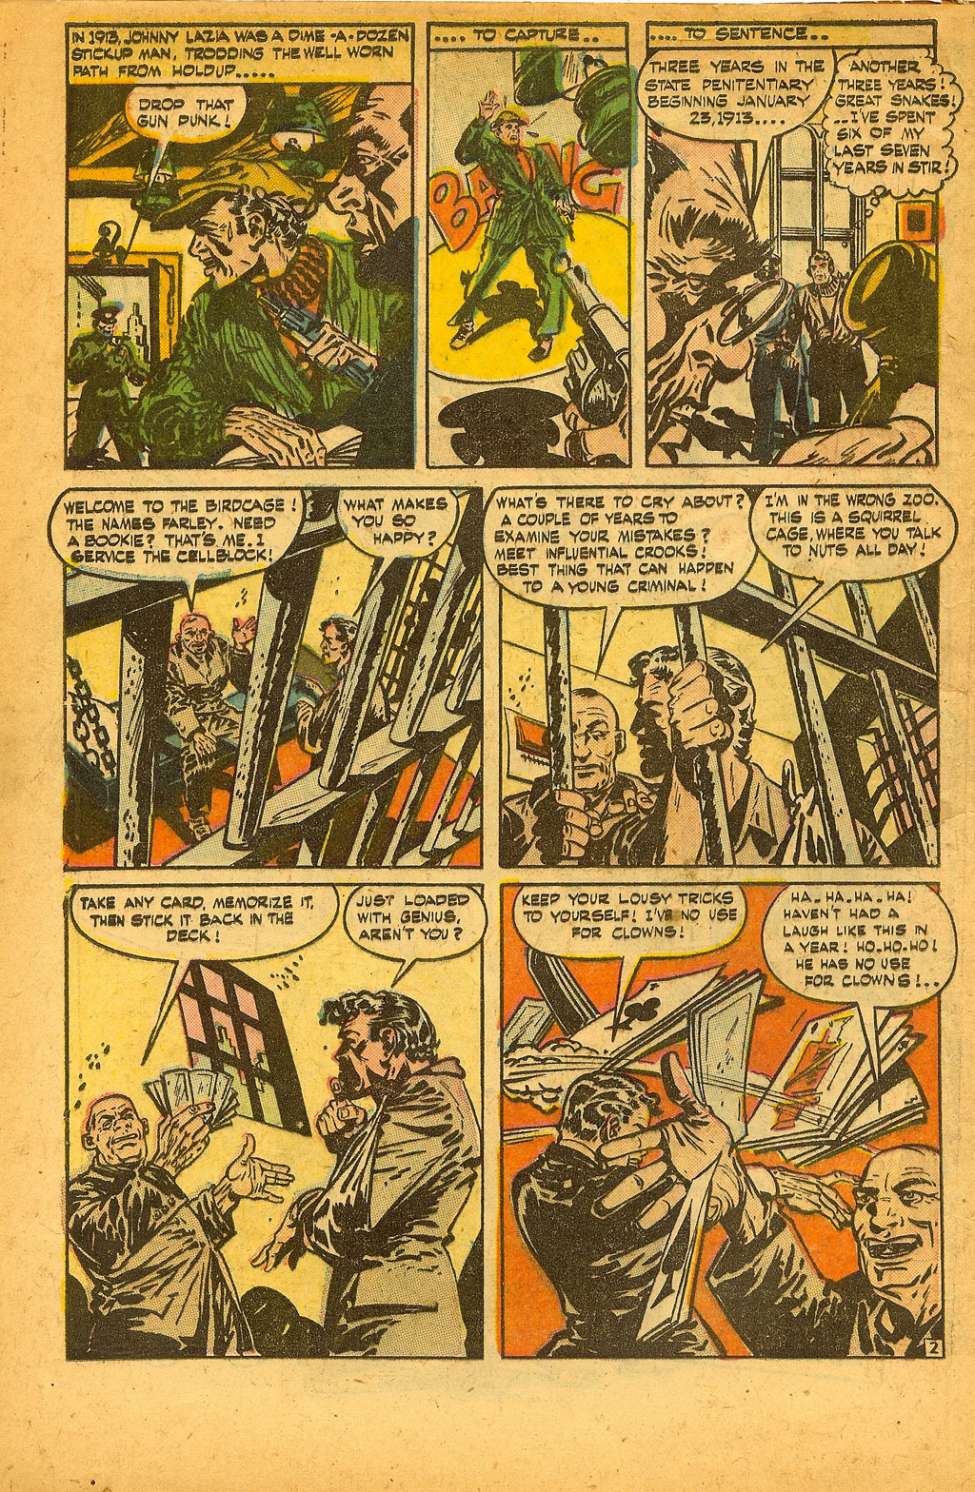 IN 1913, JOHNNY LAZIA WAS A DIME-A-DOZEN
STICKUP MAN, TRODDING THE WELL WORN
PATH FROM HOLDUP.....
DROP THAT
GUN PUNK!
.... TO CAPTURE..
BANG
.... TO SENTENCE..
THREE YEARS IN THE
STATE PENITENTIARY
BEGINNING JANUARY
23, 1913....
ANOTHER
THREE YEARS!
GREAT SNAKES!
...I'VE SPENT
SIX OF MY
LAST SEVEN
YEARS IN STIR!
WELCOME TO THE BIRDCAGE!
THE NAMES FARLEY. NEED
A BOOKIE? THAT'S ME. I
SERVICE THE CELLBLOCK!
WHAT MAKES
YOU SO
HAPPY?
WHAT'S THERE TO CRY ABOUT?
A COUPLE OF YEARS TO
EXAMINE YOUR MISTAKES?
MEET INFLUENTIAL CROOKS!
BEST THING THAT CAN HAPPEN
TO A YOUNG CRIMINAL!
I'M IN THE WRONG ZOO.
THIS IS A SQUIRREL
CAGE, WHERE YOU TALK
TO NUTS ALL DAY!
TAKE ANY CARD, MEMORIZE IT,
THEN STICK IT BACK IN THE
DECK!
JUST LOADED
WITH GENIUS,
AREN'T YOU?
KEEP YOUR LOUSY TRICKS
TO YOURSELF! I'VE NO USE
FOR CLOWNS!
HA-HA-HA-HA!
HAVEN'T HAD A
LAUGH LIKE THIS IN
A YEAR! HO-HO-HO!
HE HAS NO USE
FOR CLOWNS!..
2